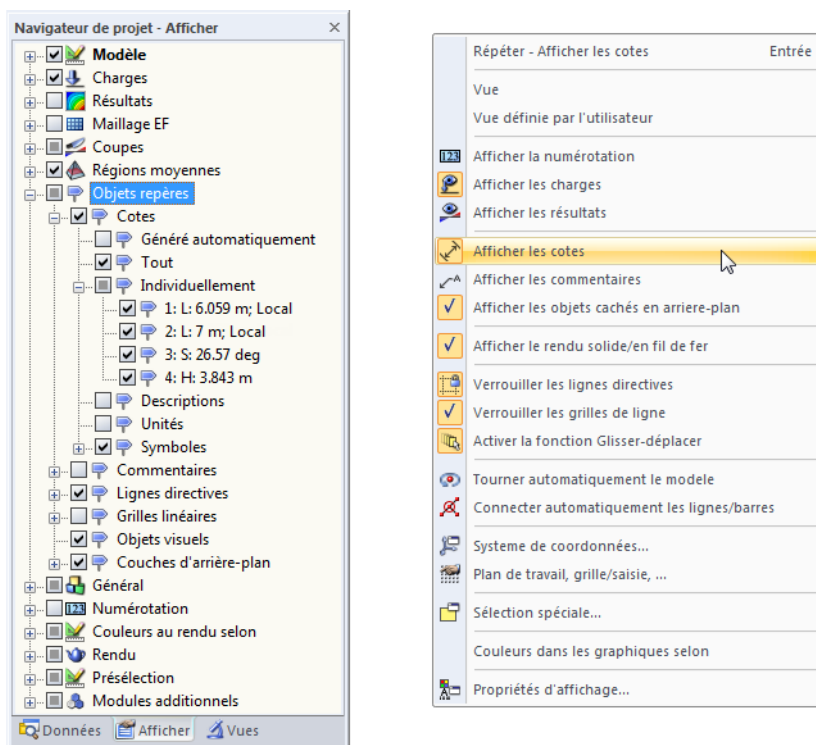 Navigateur de projet - Afficher
Modèle
Charges
Résultats
Maillage EF
Coupes
Régions moyennes
Objets repères
Cotes
Généré automatiquement
Tout
Individuellement
1: L: 6.059 m; Local
2: L: 7 m; Local
3: S: 26.57 deg
4: H: 3.843 m
Descriptions
Unités
Symboles
Commentaires
Lignes directives
Grilles linéaires
Objets visuels
Couches d'arrière-plan
Général
123 Numérotation
Couleurs au rendu selon
Rendu
Présélection
Modules additionnels
Données Afficher Vues
Répéter - Afficher les cotes Entrée
Vue
Vue définie par l'utilisateur
123 Afficher la numérotation
Afficher les charges
Afficher les résultats
Afficher les cotes
Afficher les commentaires
Afficher les objets cachés en arriere-plan
Afficher le rendu solide/en fil de fer
Verrouiller les lignes directives
Verrouiller les grilles de ligne
Activer la fonction Glisser-déplacer
Tourner automatiquement le modele
Connecter automatiquement les lignes/barres
Systeme de coordonnées...
Plan de travail, grille/saisie, ...
Sélection spéciale...
Couleurs dans les graphiques selon
Propriétés d'affichage...